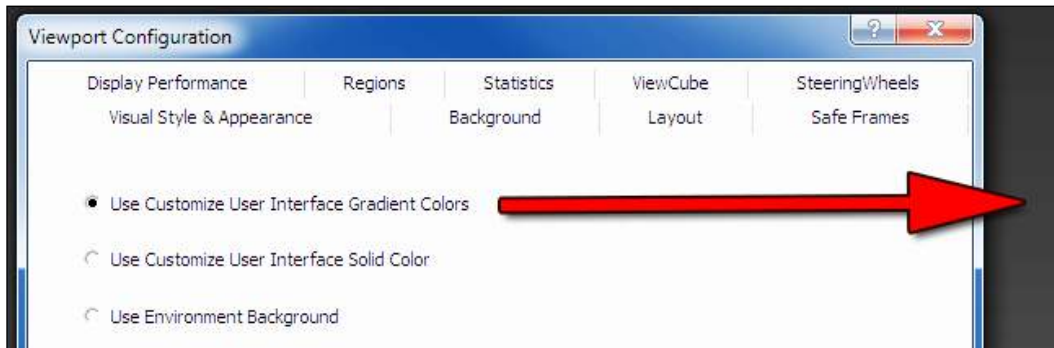 Viewport Configuration
Display Performance Regions Statistics ViewCube SteeringWheels
Visual Style & Appearance Background Layout Safe Frames
Use Customize User Interface Gradient Colors
Use Customize User Interface Solid Color
Use Environment Background